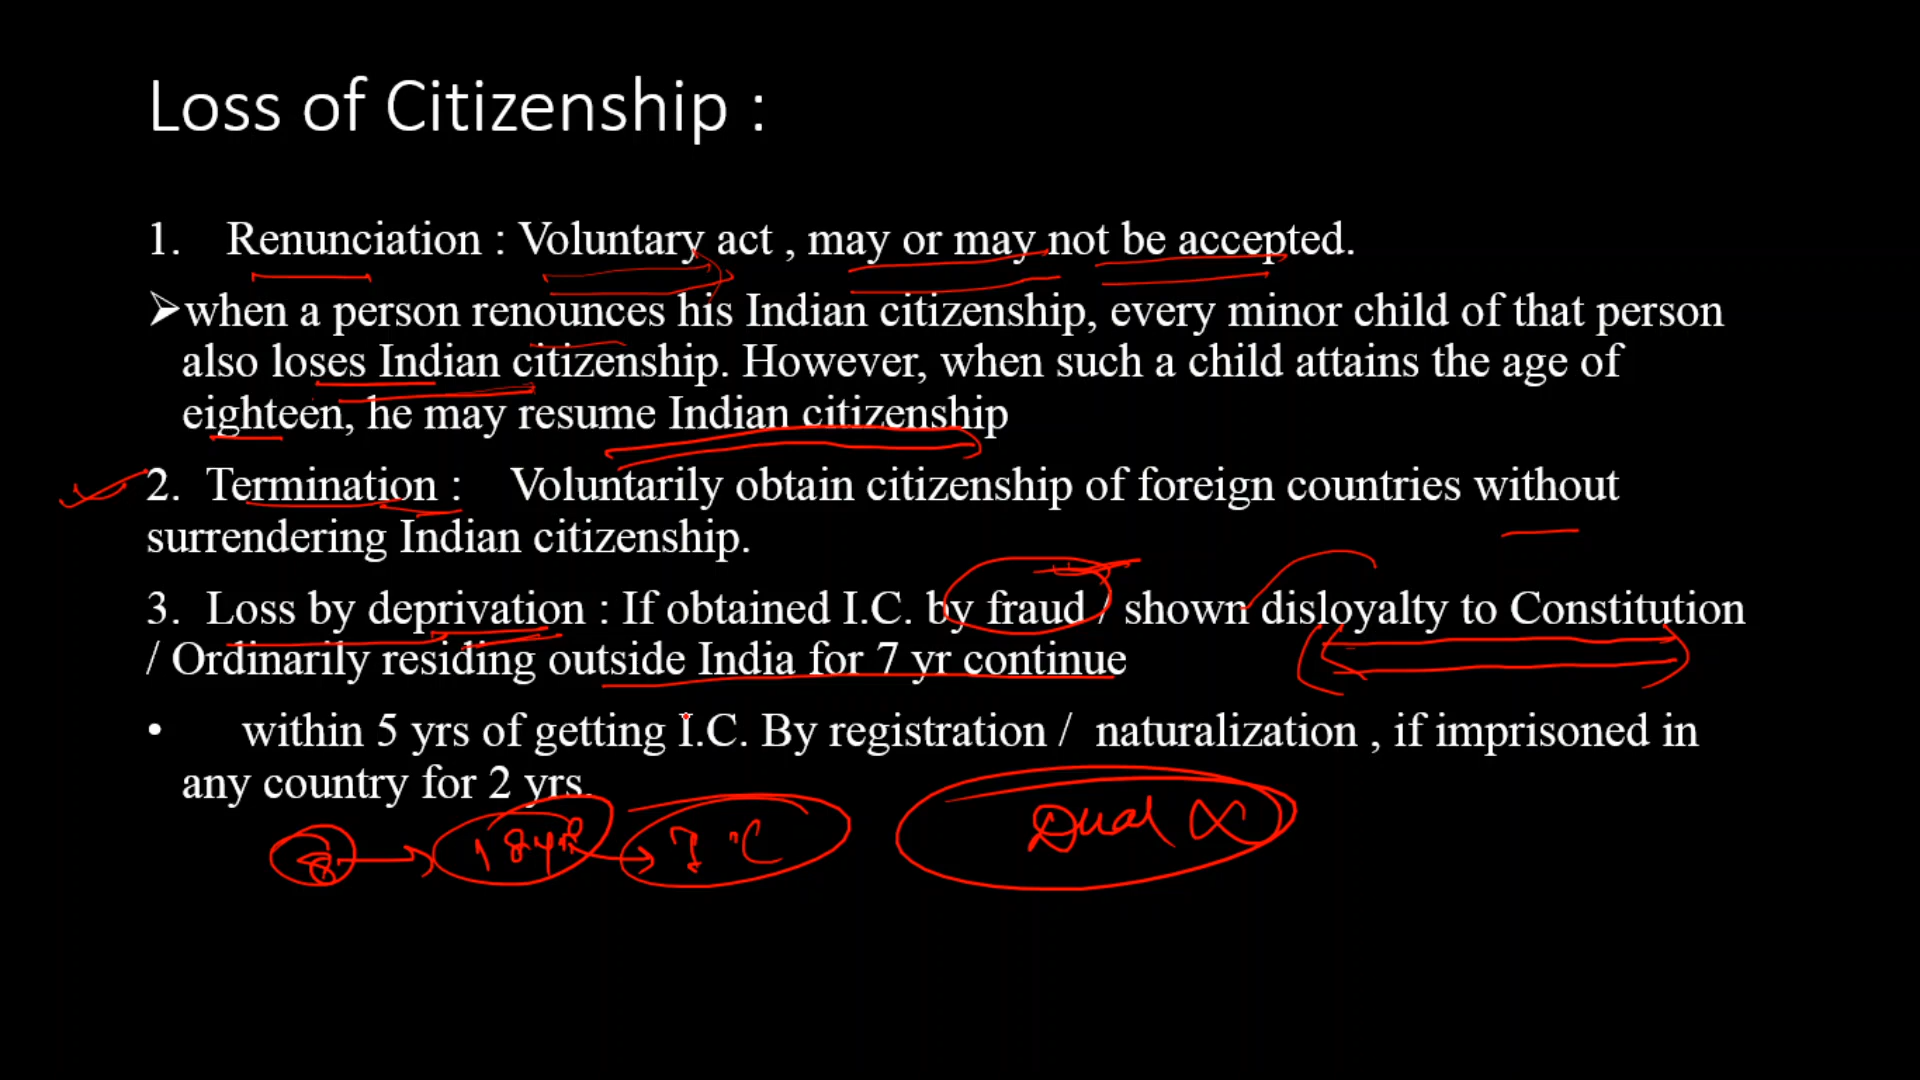 Loss of Citizenship :
1. Renunciation : Voluntary act , may or may not be accepted.
➢when a person renounces his Indian citizenship, every minor child of that person
also loses Indian citizenship. However, when such a child attains the age of
eighteen, he may resume Indian citizenship
2. Termination : Voluntarily obtain citizenship of foreign countries without
surrendering Indian citizenship.
3. Loss by deprivation : If obtained I.C. by fraud / shown disloyalty to Constitution
/ Ordinarily residing outside India for 7 yr continue
• within 5 yrs of getting I.C. By registration / naturalization , if imprisoned in
any country for 2 yrs.
Dual